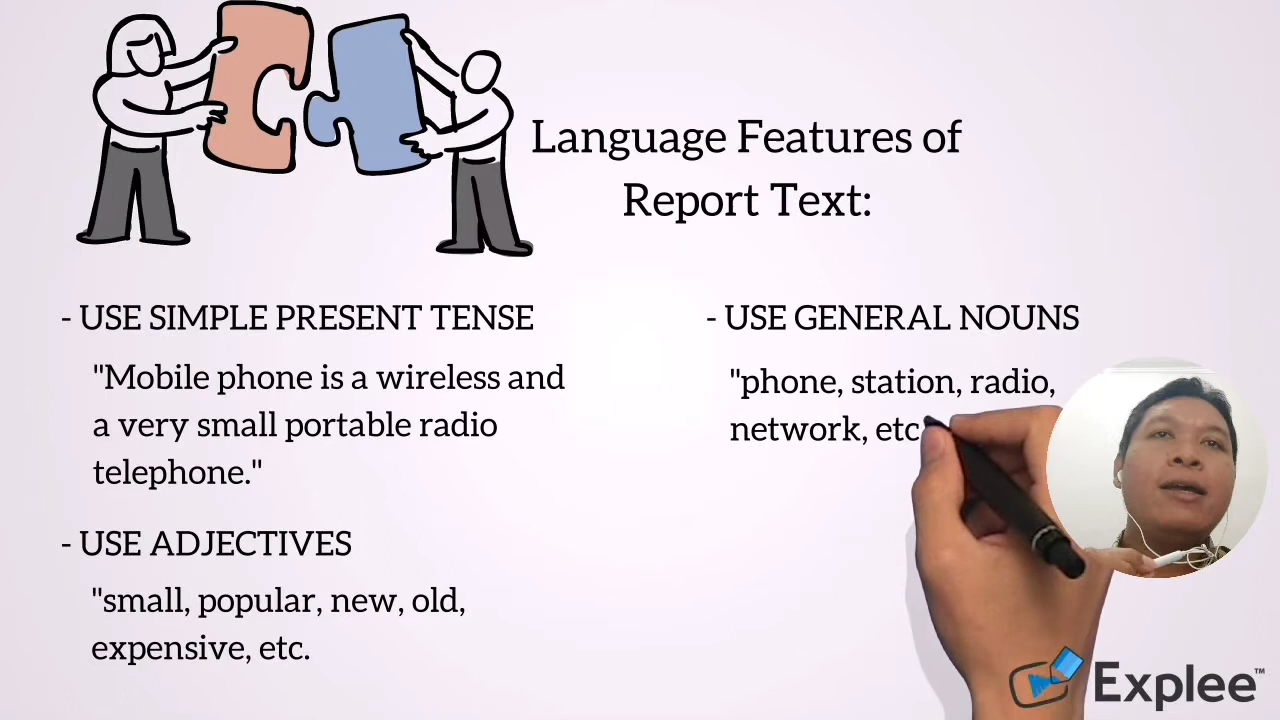 Language Features of
Report Text:
- USE SIMPLE PRESENT TENSE
"Mobile phone is a wireless and
a very small portable radio
telephone."
- USE ADJECTIVES
"small, popular, new, old,
expensive, etc.
- USE GENERAL NOUNS
"phone, station, radio,
network, etc
Explee™